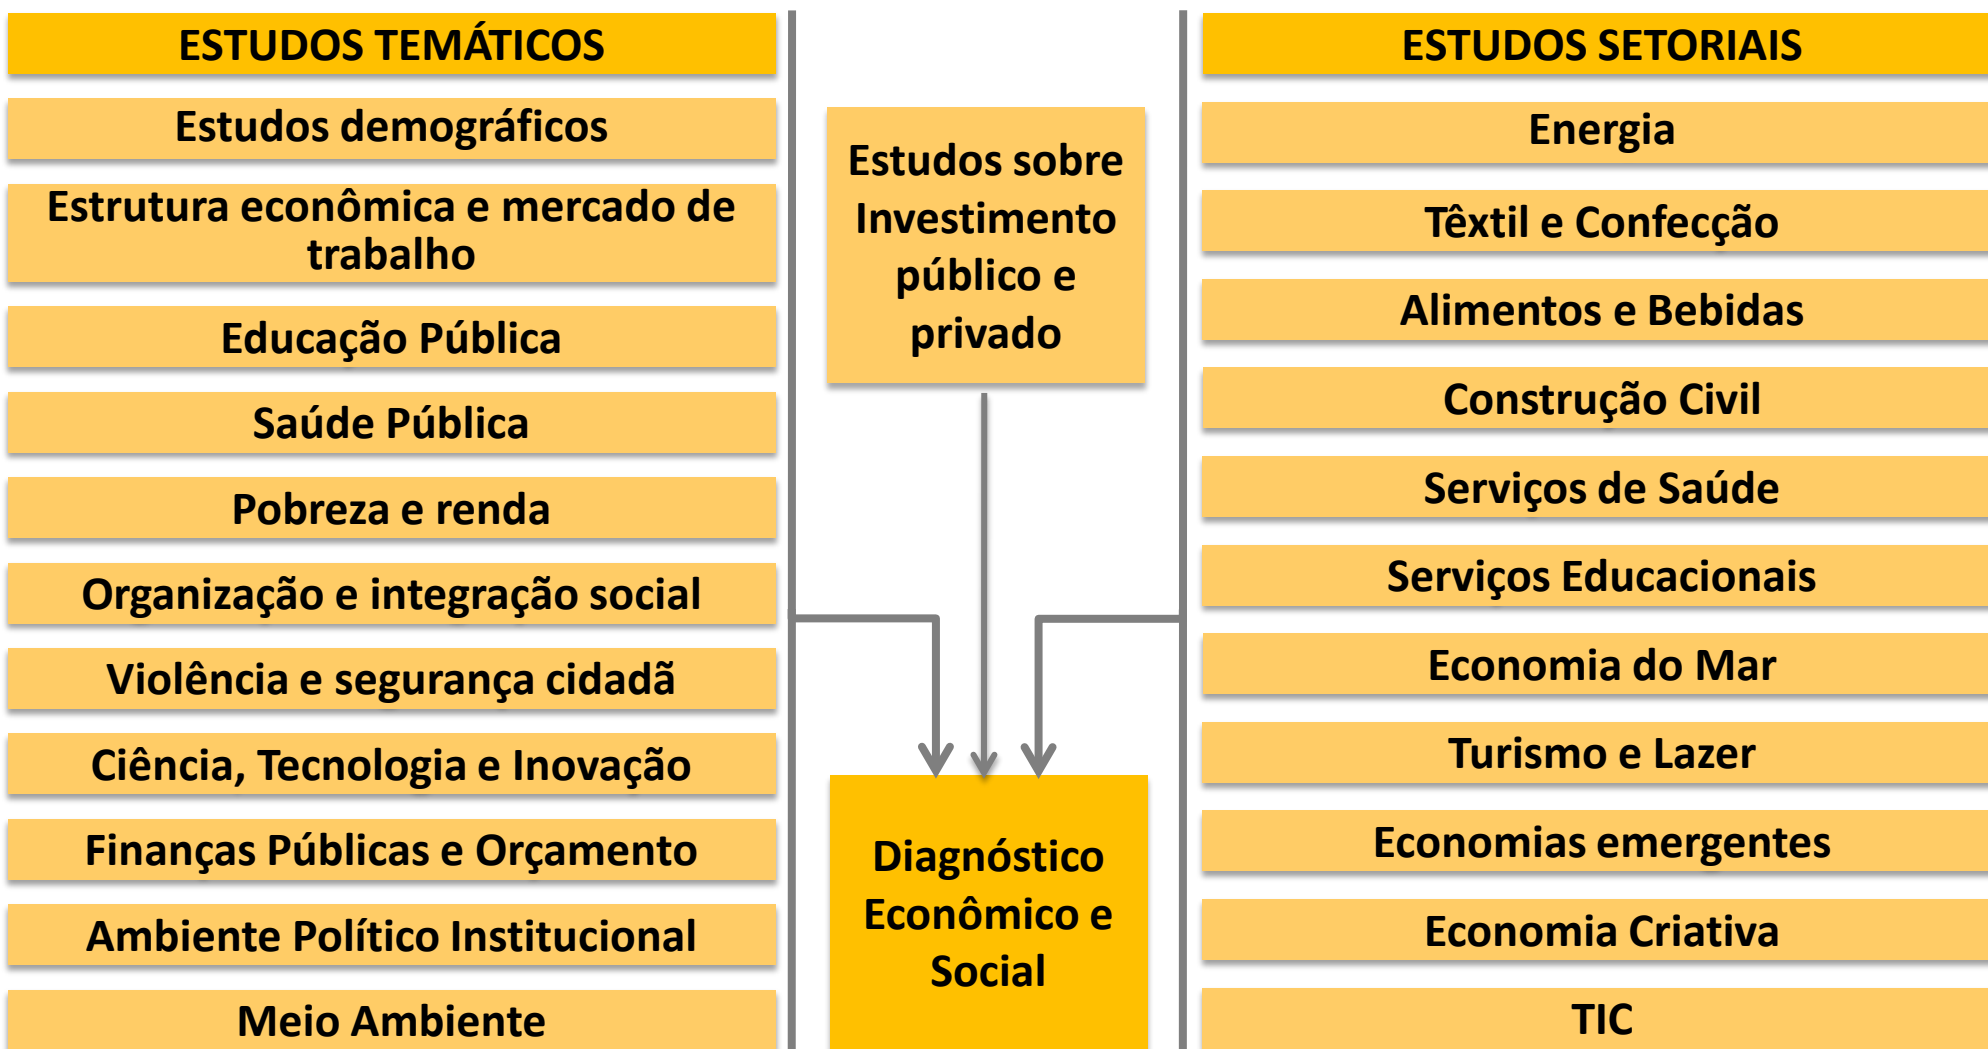 ESTUDOS TEMÁTICOS
Estudos demográficos
Estrutura econômica e mercado de
trabalho
Educação Pública
Saúde Pública
Pobreza e renda
Organização e integração social
Violência e segurança cidadã
Ciência, Tecnologia e Inovação
Finanças Públicas e Orçamento
Ambiente Político Institucional
Meio Ambiente
Estudos sobre
Investimento
público e
privado
Diagnóstico
Econômico e
Social
ESTUDOS SETORIAIS
Energia
Têxtil e Confecção
Alimentos e Bebidas
Construção Civil
Serviços de Saúde
Serviços Educacionais
Economia do Mar
Turismo e Lazer
Economias emergentes
Economia Criativa
TIC